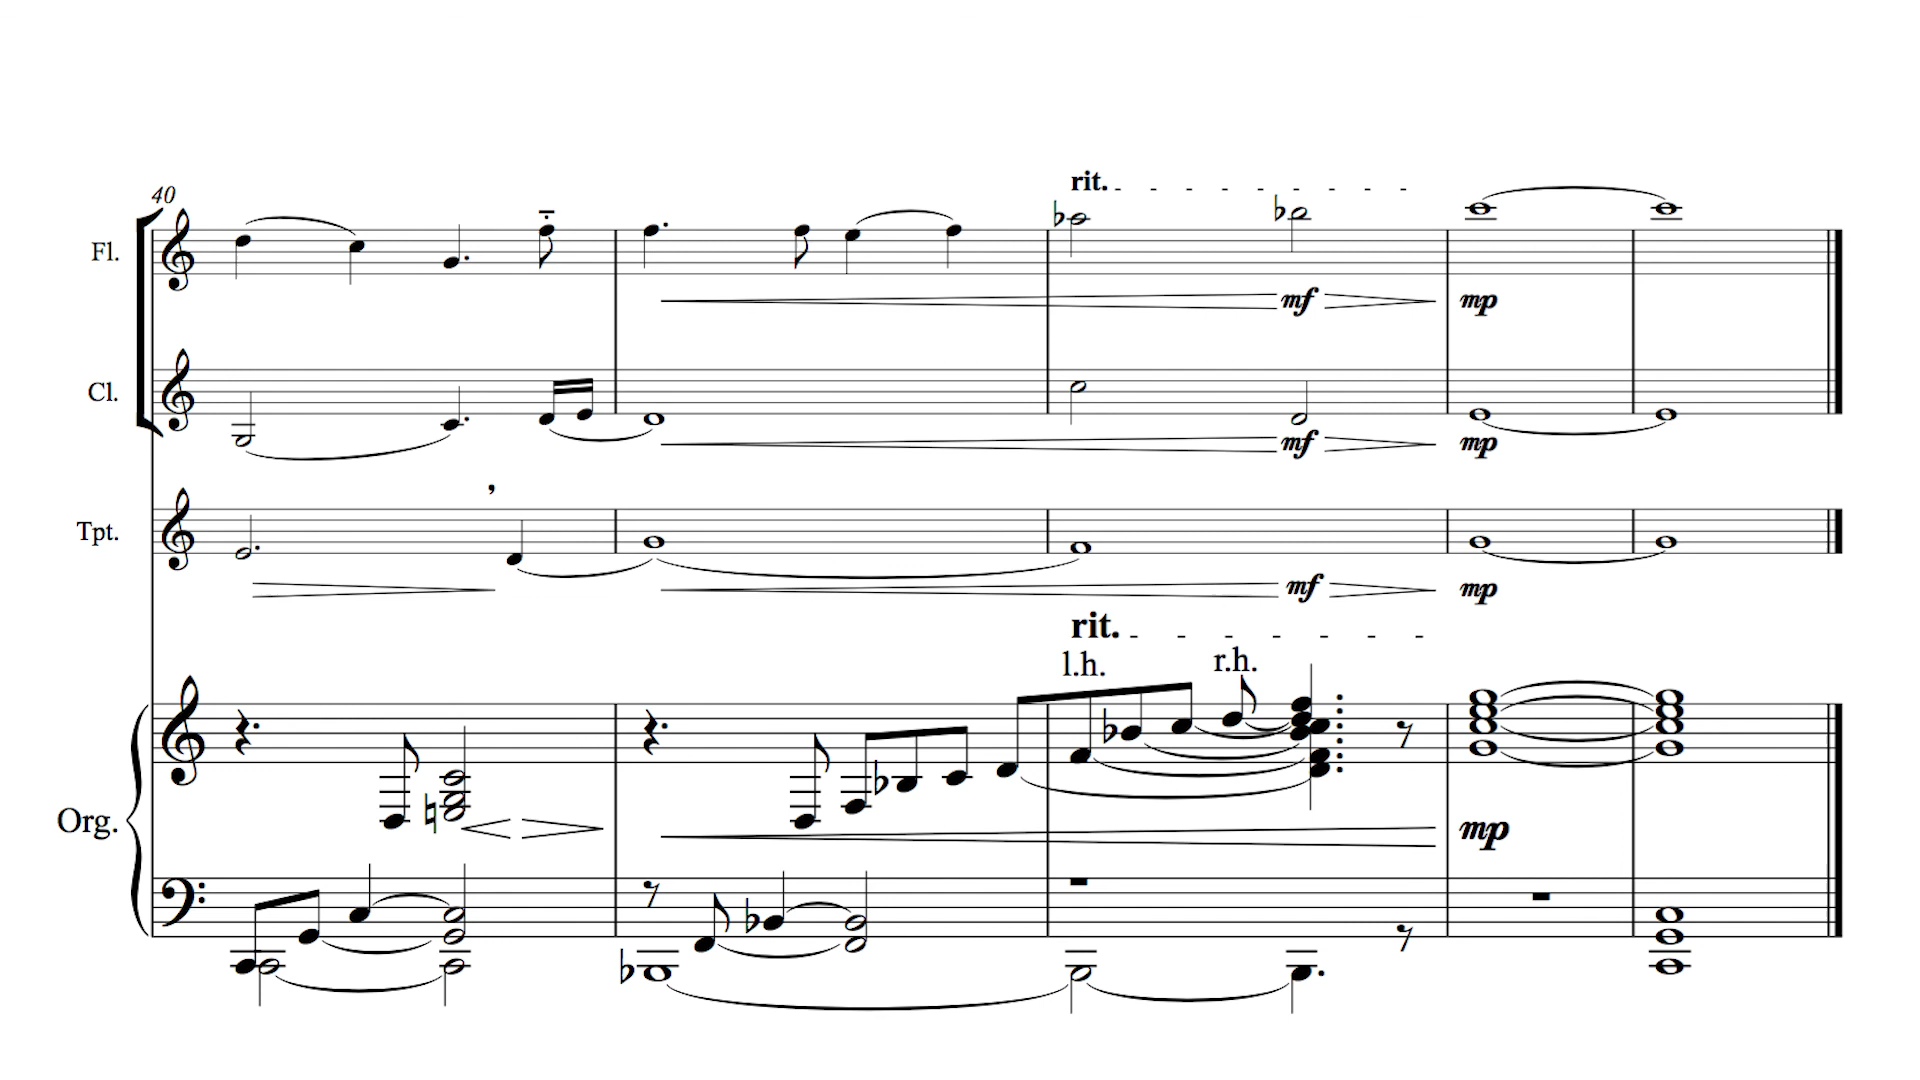 40
rit.
Fl.
mf mp
Cl.
mf mp
,
Tpt.
mf mp
rit.
l.h. r.h.
Org.
mp